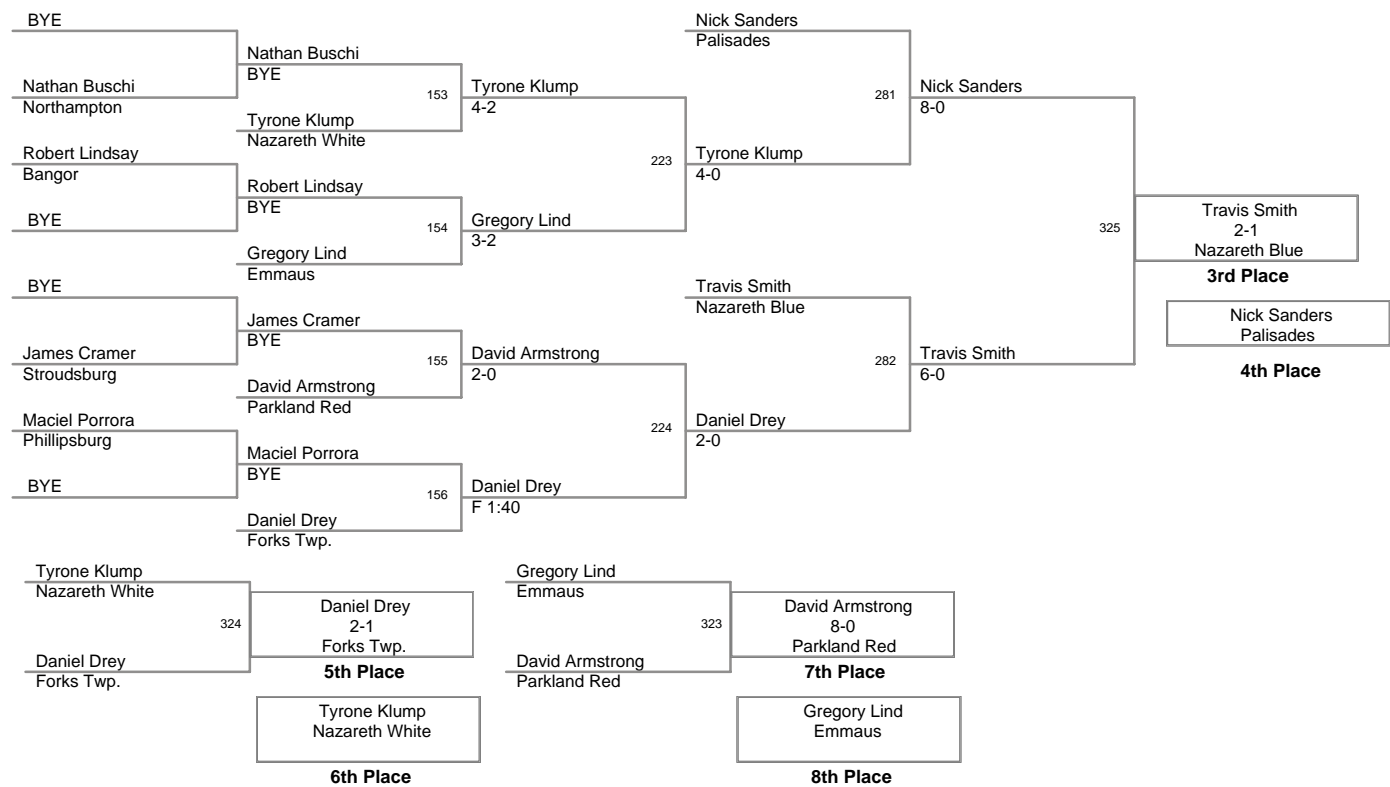 BYE
Nathan Buschi
Northampton
Robert Lindsay
Bangor
BYE
BYE
James Cramer
Stroudsburg
Maciel Porrora
Phillipsburg
BYE
Nathan Buschi
BYE
153
Tyrone Klump
Nazareth White
Robert Lindsay
BYE
154
Gregory Lind
Emmaus
James Cramer
BYE
155
David Armstrong
Parkland Red
Maciel Porrora
BYE
156
Daniel Drey
Forks Twp.
Tyrone Klump
4-2
223
Gregory Lind
3-2
David Armstrong
2-0
224
Daniel Drey
F 1:40
Nick Sanders
Palisades
281
Tyrone Klump
4-0
Travis Smith
Nazareth Blue
282
Daniel Drey
2-0
Nick Sanders
8-0
325
Travis Smith
6-0
Travis Smith
2-1
Nazareth Blue
3rd Place
Nick Sanders
Palisades
4th Place
Tyrone Klump
Nazareth White
324
Daniel Drey
Forks Twp.
Daniel Drey
2-1
Forks Twp.
5th Place
Tyrone Klump
Nazareth White
6th Place
Gregory Lind
Emmaus
323
David Armstrong
Parkland Red
David Armstrong
8-0
Parkland Red
7th Place
Gregory Lind
Emmaus
8th Place